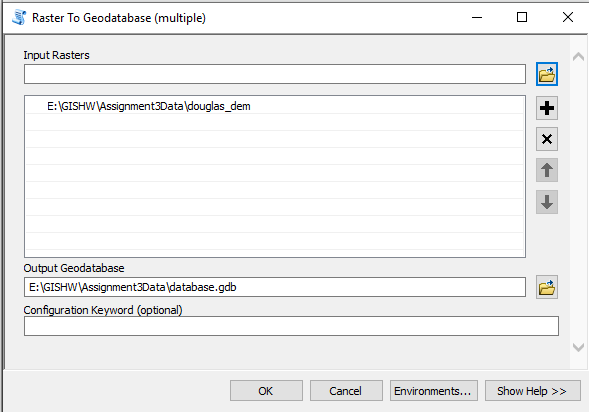 Raster To Geodatabase (multiple)
Input Rasters
E:\GISHW\Assignment3Data\douglas_dem
Output Geodatabase
E:\GISHW\Assignment3Data\database.gdb
Configuration Keyword (optional)
OK Cancel Environments... Show Help >>